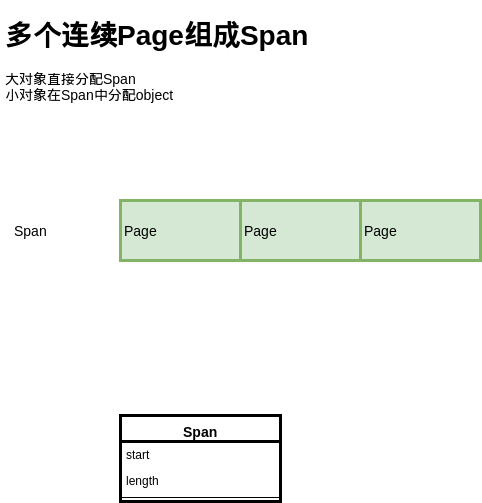 多个连续Page组成Span
大对象直接分配Span
小对象在Span中分配object
Span Page Page Page
Span
start
length